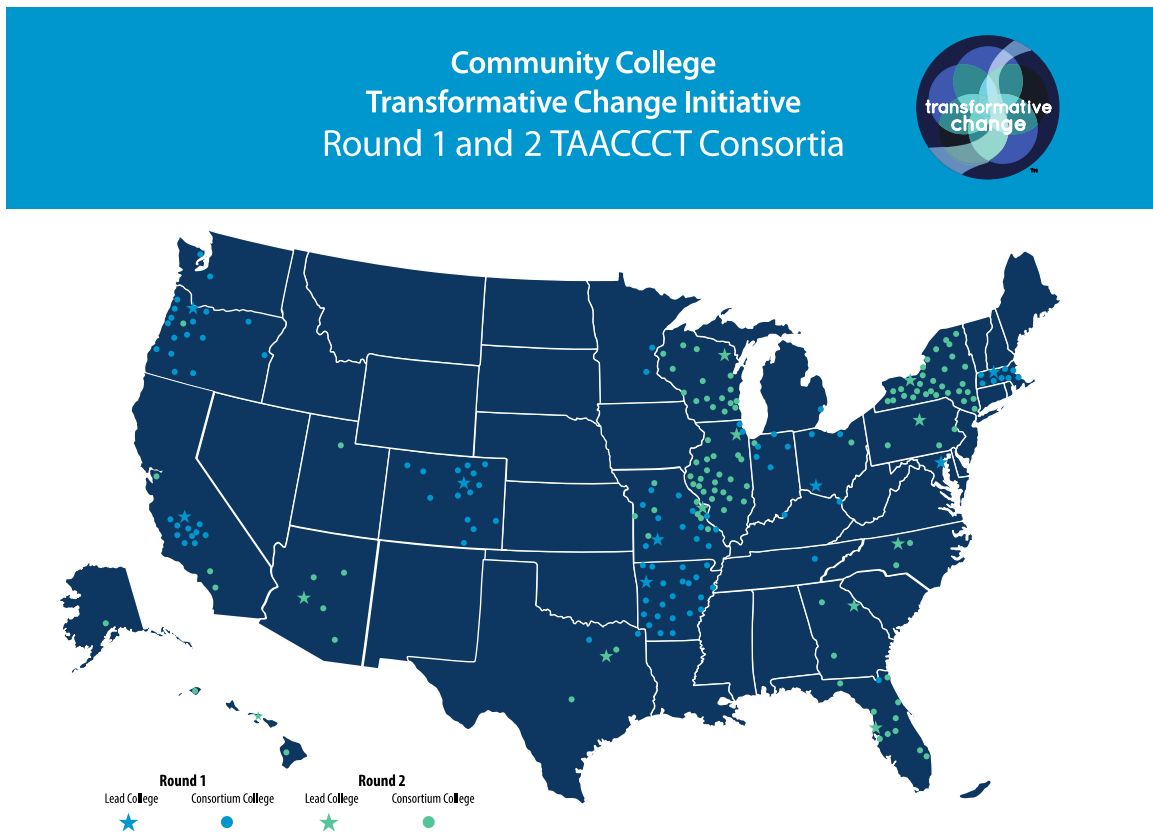 Community College
Transformative Change Initiative
Round 1 and 2 TAACCCT Consortia
transformative
change
TM
Round 1
Round 2
Lead College
Consortium College
Lead College
Consortium College